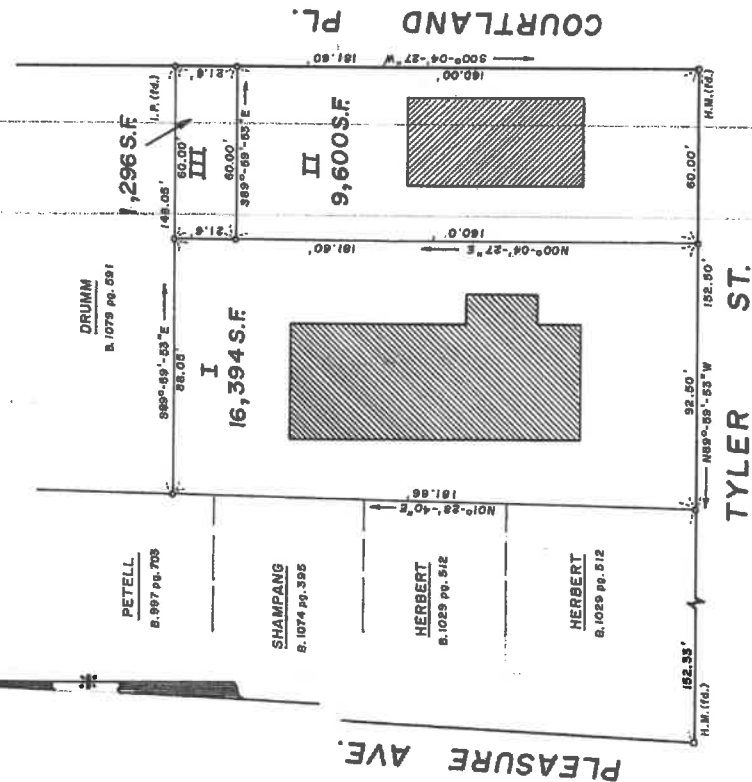 COURTLAND PL.
S00°-04'-27"W
181.60'
160.00'
21.6'
I.P.(fd.)
H.M.(fd.)
1,296 S.F.
III
60.00'
60.00'
S89°-59'-53"E
148.05'
II
9,600 S.F.
60.00'
21.6'
181.60'
160.0'
N00°-04'-27"E
DRUMM
B.1079 pg. 591
S89°-59'-53"E
88.05'
I
16,394 S.F.
152.50'
92.50'
N89°-59'-53"W
TYLER ST.
181.66'
N01°-28'-40"E
PETELL
B.997 pg.703
SHAMPANG
B.1074 pg.395
HERBERT
B.1029 pg.512
HERBERT
B.1029 pg.512
152.33'
H.M.(fd.)
PLEASURE AVE.